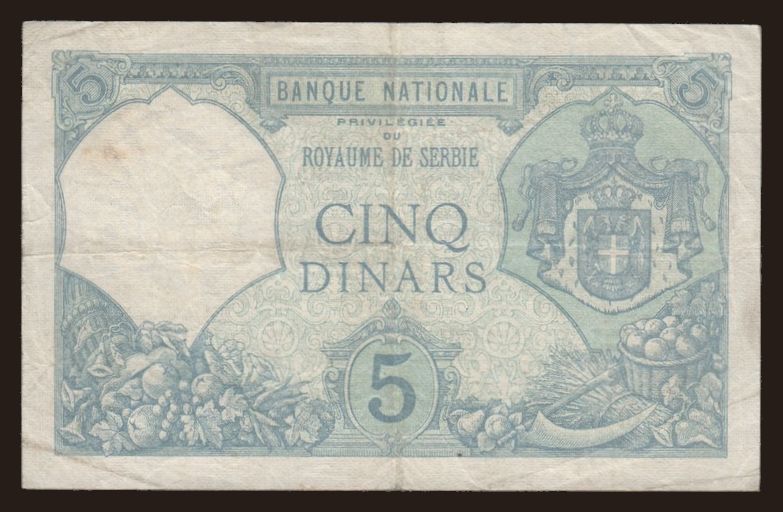 5
5
BANQUE NATIONALE
PRIVILÉGIÉE
DU
ROYAUME DE SERBIE
CINQ
DINARS
5